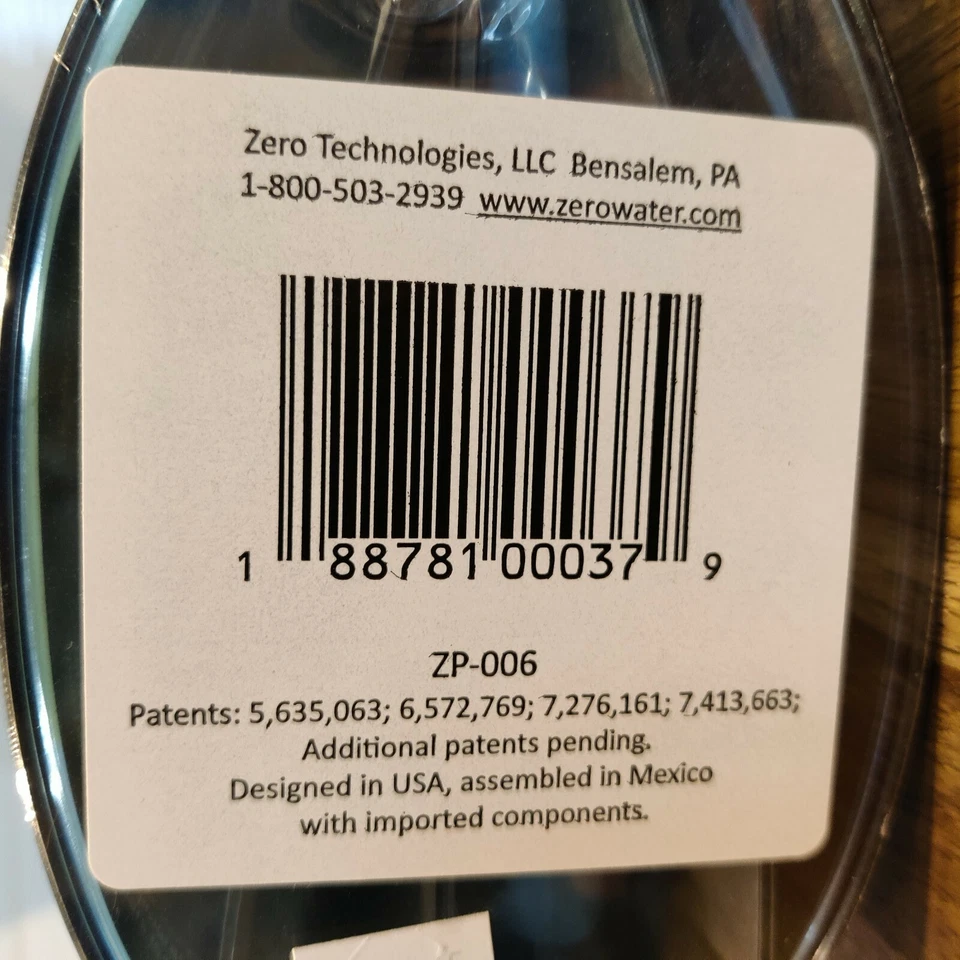 Zero Technologies, LLC Bensalem, PA
1-800-503-2939 www.zerowater.com
1 88781 00037 9
ZP-006
Patents: 5,635,063; 6,572,769; 7,276,161; 7,413,663;
Additional patents pending.
Designed in USA, assembled in Mexico
with imported components.